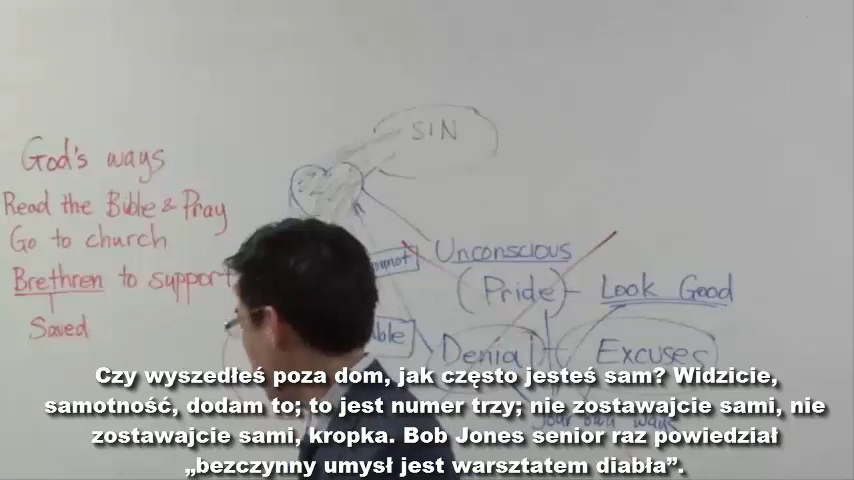 SIN
God's ways
Read the Bible & Pray
Go to church
Brethren to support
Saved
Unconscious
(Pride) Look Good
Denial Excuses
Czy wyszedłeś poza dom, jak często jesteś sam? Widzicie,
samotność, dodam to; to jest numer trzy; nie zostawajcie sami, nie
zostawajcie sami, kropka. Bob Jones senior raz powiedział
„bezczynny umysł jest warsztatem diabła”.